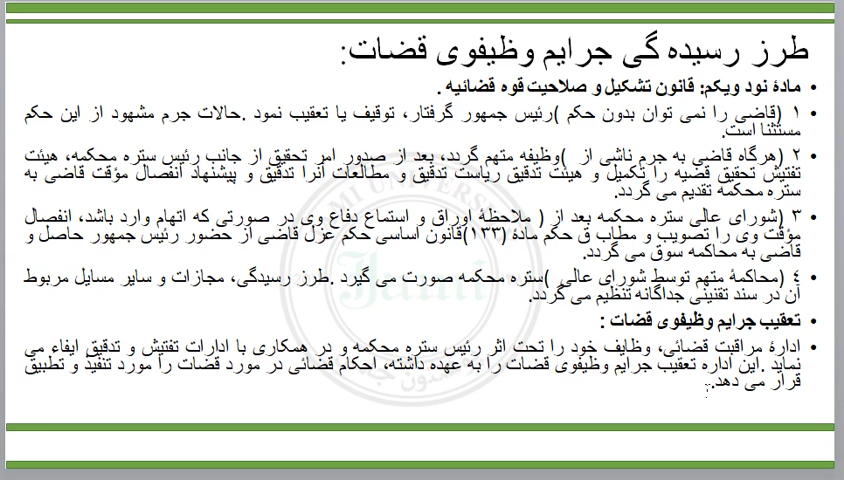 طرز رسیده گی جرایم وظیفوی قضات:
• مادۀ نود ویکم: قانون تشکیل و صلاحیت قوه قضائیه .
• ۱ (قاضی را نمی توان بدون حکم )رئیس جمهور گرفتار، توقیف یا تعقیب نمود .حالات جرم مشهود از این حکم
مستثنا است.
• ۲ (هرگاه قاضی به جرم ناشی از )وظیفه متهم گردد، بعد از صدور امر تحقیق از جانب رئیس ستره محکمه، هیئت
تفتیش تحقیق قضیه را تکمیل و هیئت تدقیق ریاست تدقیق و مطالعات آنرا تدقیق و پیشنهاد انفصال مؤقت قاضی به
ستره محکمه تقدیم می گردد.
• ۳ (شورای عالی ستره محکمه بعد از ( ملاحظۀ اوراق و استماع دفاع وی در صورتی که اتهام وارد باشد، انفصال
مؤقت وی را تصویب و مطاب ق حکم مادۀ (۱۳۳)قانون اساسی حکم عزل قاضی از حضور رئیس جمهور حاصل و
قاضی به محاکمه سوق می گردد.
• ٤ (محاکمۀ متهم توسط شورای عالی )ستره محکمه صورت می گیرد .طرز رسیدگی، مجازات و سایر مسایل مربوط
آن در سند تقنینی جداگانه تنظیم می گردد.
• تعقیب جرایم وظیفوی قضات :
• ادارۀ مراقبت قضائی، وظایف خود را تحت اثر رئیس ستره محکمه و در همکاری با ادارات تفتیش و تدقیق ایفاء می
نماید .این اداره تعقیب جرایم وظیفوی قضات را به عهده داشته، احکام قضائی در مورد قضات را مورد تنفیذ و تطبیق
قرار می دهد.